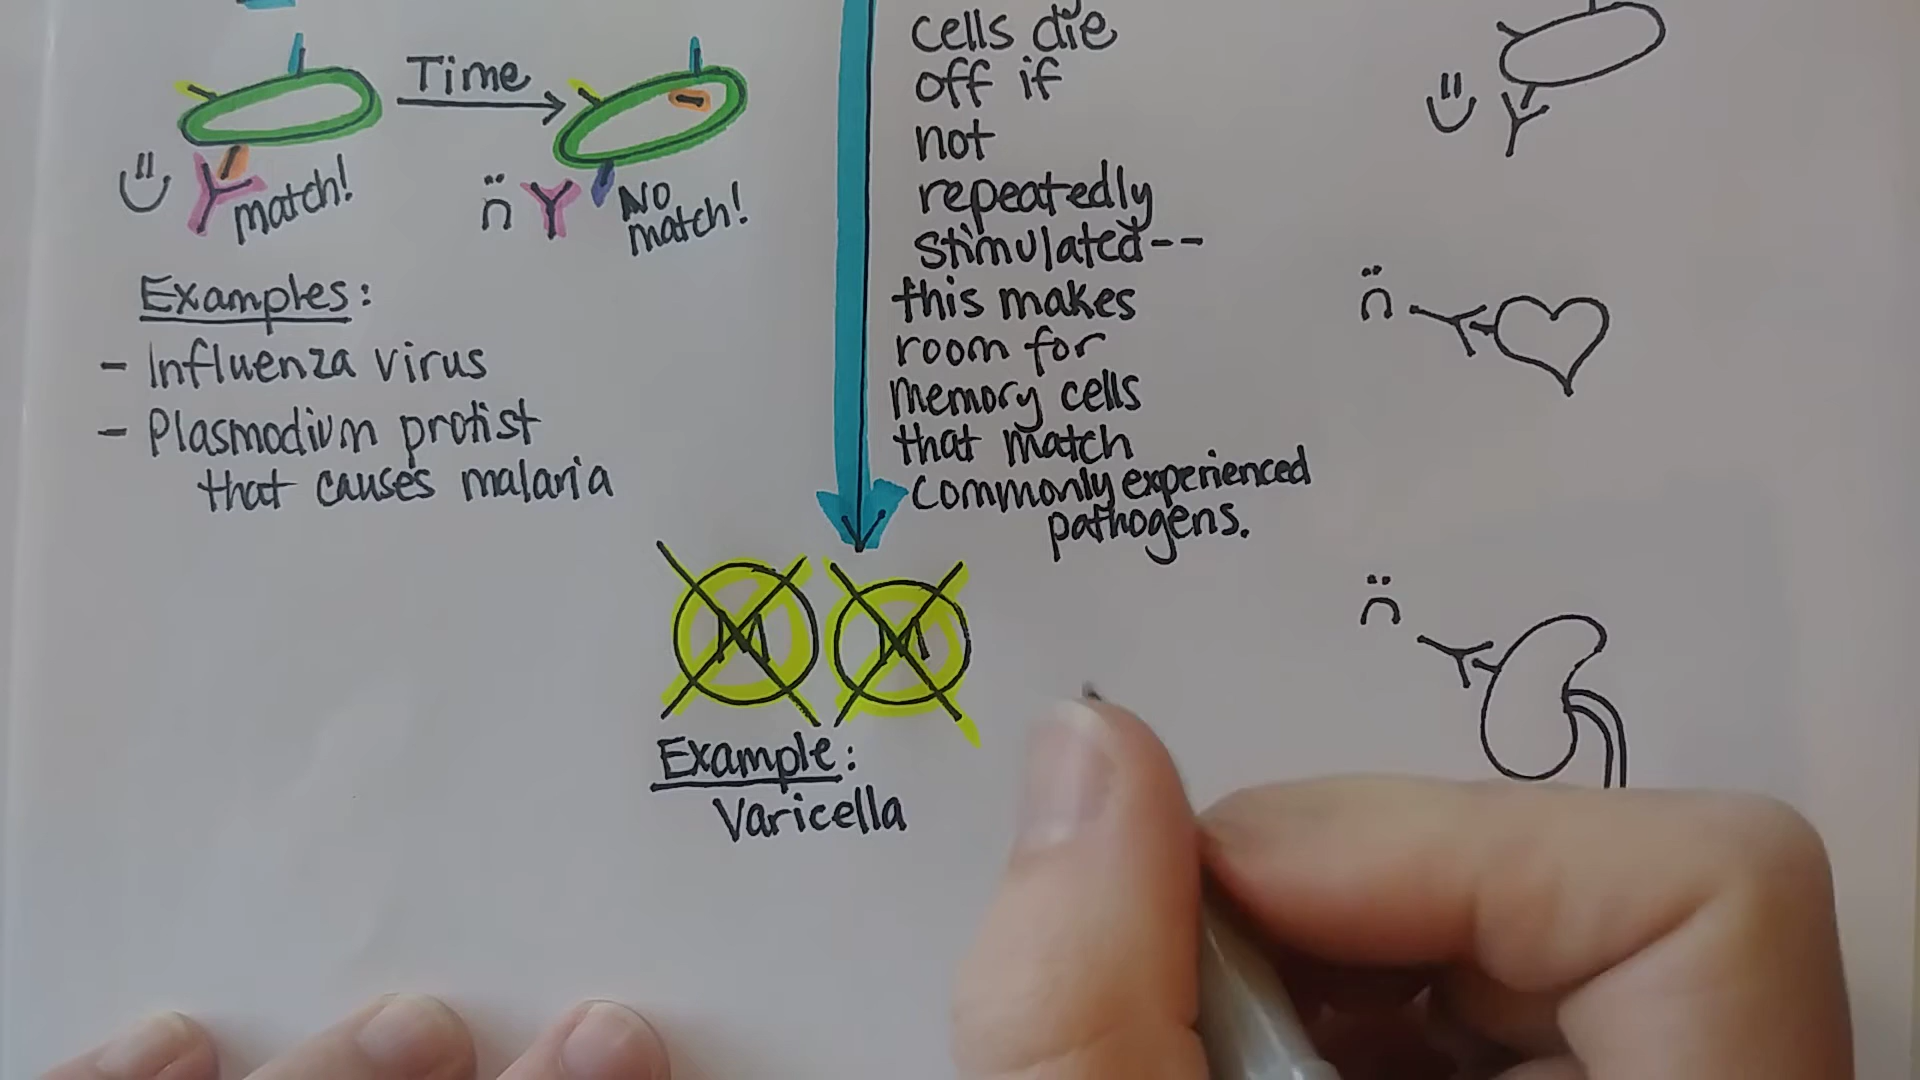 Time
match!
No
match!
Examples:
- Influenza virus
- Plasmodium protist
that causes malaria
cells die
off if
not
repeatedly
stimulated--
this makes
room for
memory cells
that match
commonly experienced
pathogens.
M M
Example:
Varicella